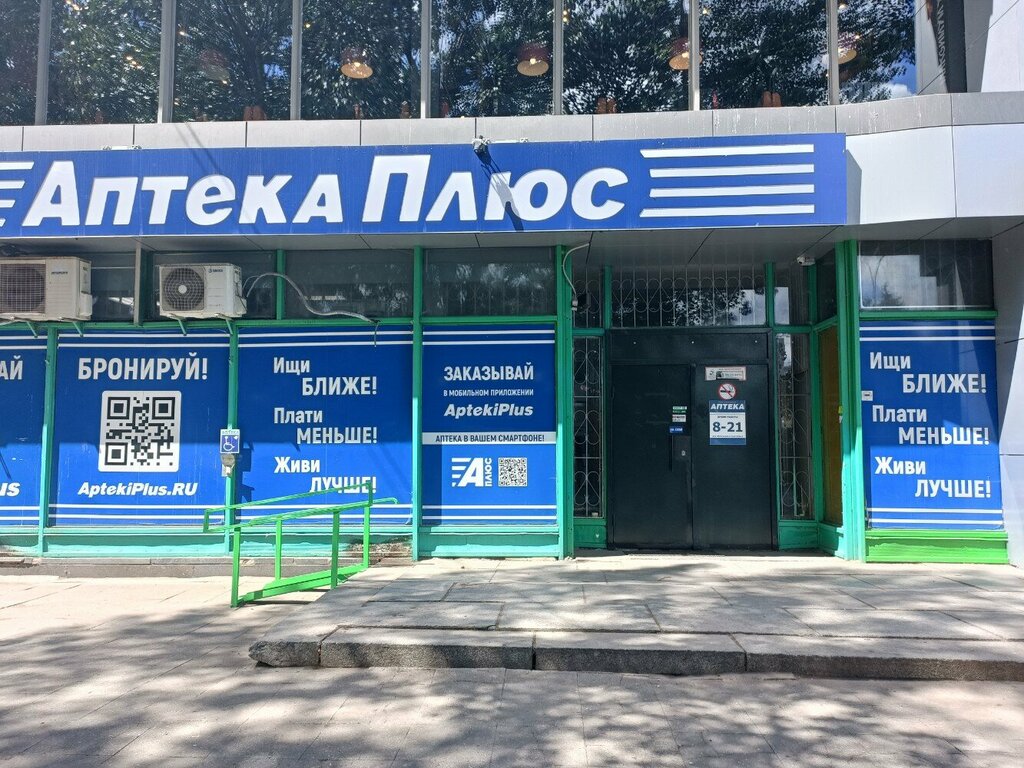 Аптека Плюс
АЙ
us
БРОНИРУЙ!
AptekiPlus.RU
Ищи
БЛИЖЕ!
Плати
МЕНЬШЕ!
Живи
ЛУЧШЕ!
ЗАКАЗЫВАЙ
В МОБИЛЬНОМ ПРИЛОЖЕНИИ
AptekiPlus
АПТЕКА В ВАШЕМ СМАРТФОНЕ!
А ПЛЮС
АПТЕКА
8-21
Ищи
БЛИЖЕ!
Плати
МЕНЬШЕ!
Живи
ЛУЧШЕ!